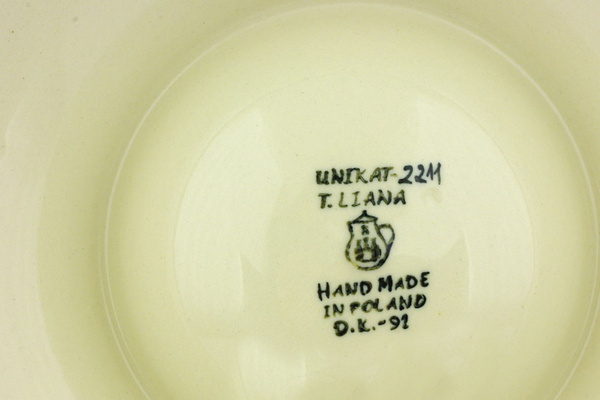 UNIKAT-22M
T. LIANA
HAND MADE
IN POLAND
D.K.-92